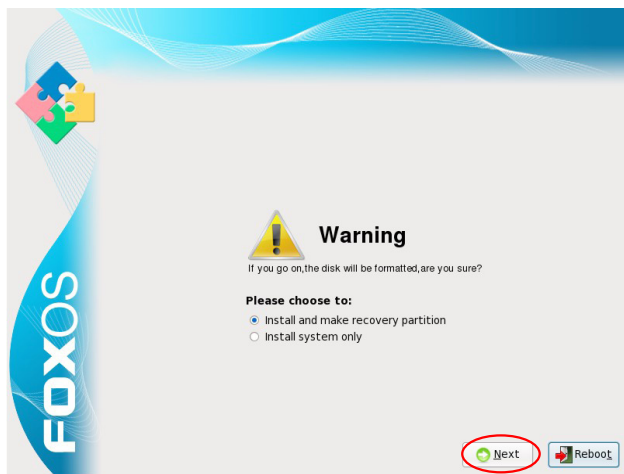 FOXOS
Warning
If you go on,the disk will be formatted,are you sure?
Please choose to:
Install and make recovery partition
Install system only
Next
Reboot